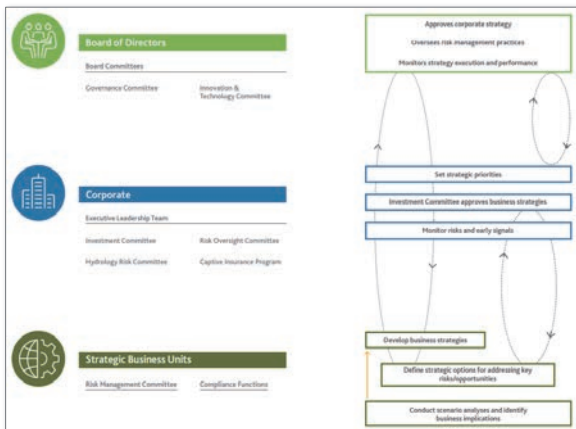 Board of Directors
Board Committees
Governance Committee
Innovation &
Technology Committee
Approves corporate strategy
Oversees risk management practices
Monitors strategy execution and performance
Corporate
Executive Leadership Team
Investment Committee
Risk Oversight Committee
Hydrology Risk Committee
Captive Insurance Program
Set strategic priorities
Investment Committee approves business strategies
Monitor risks and early signals
Strategic Business Units
Risk Management Committee
Compliance Functions
Develop business strategies
Define strategic options for addressing key
risks/opportunities
Conduct scenario analyses and identify
business implications